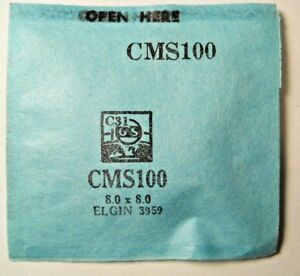 OPEN HERE
CMS100
C31
GS
CMS100
8.0 x 8.0
ELGIN 3959